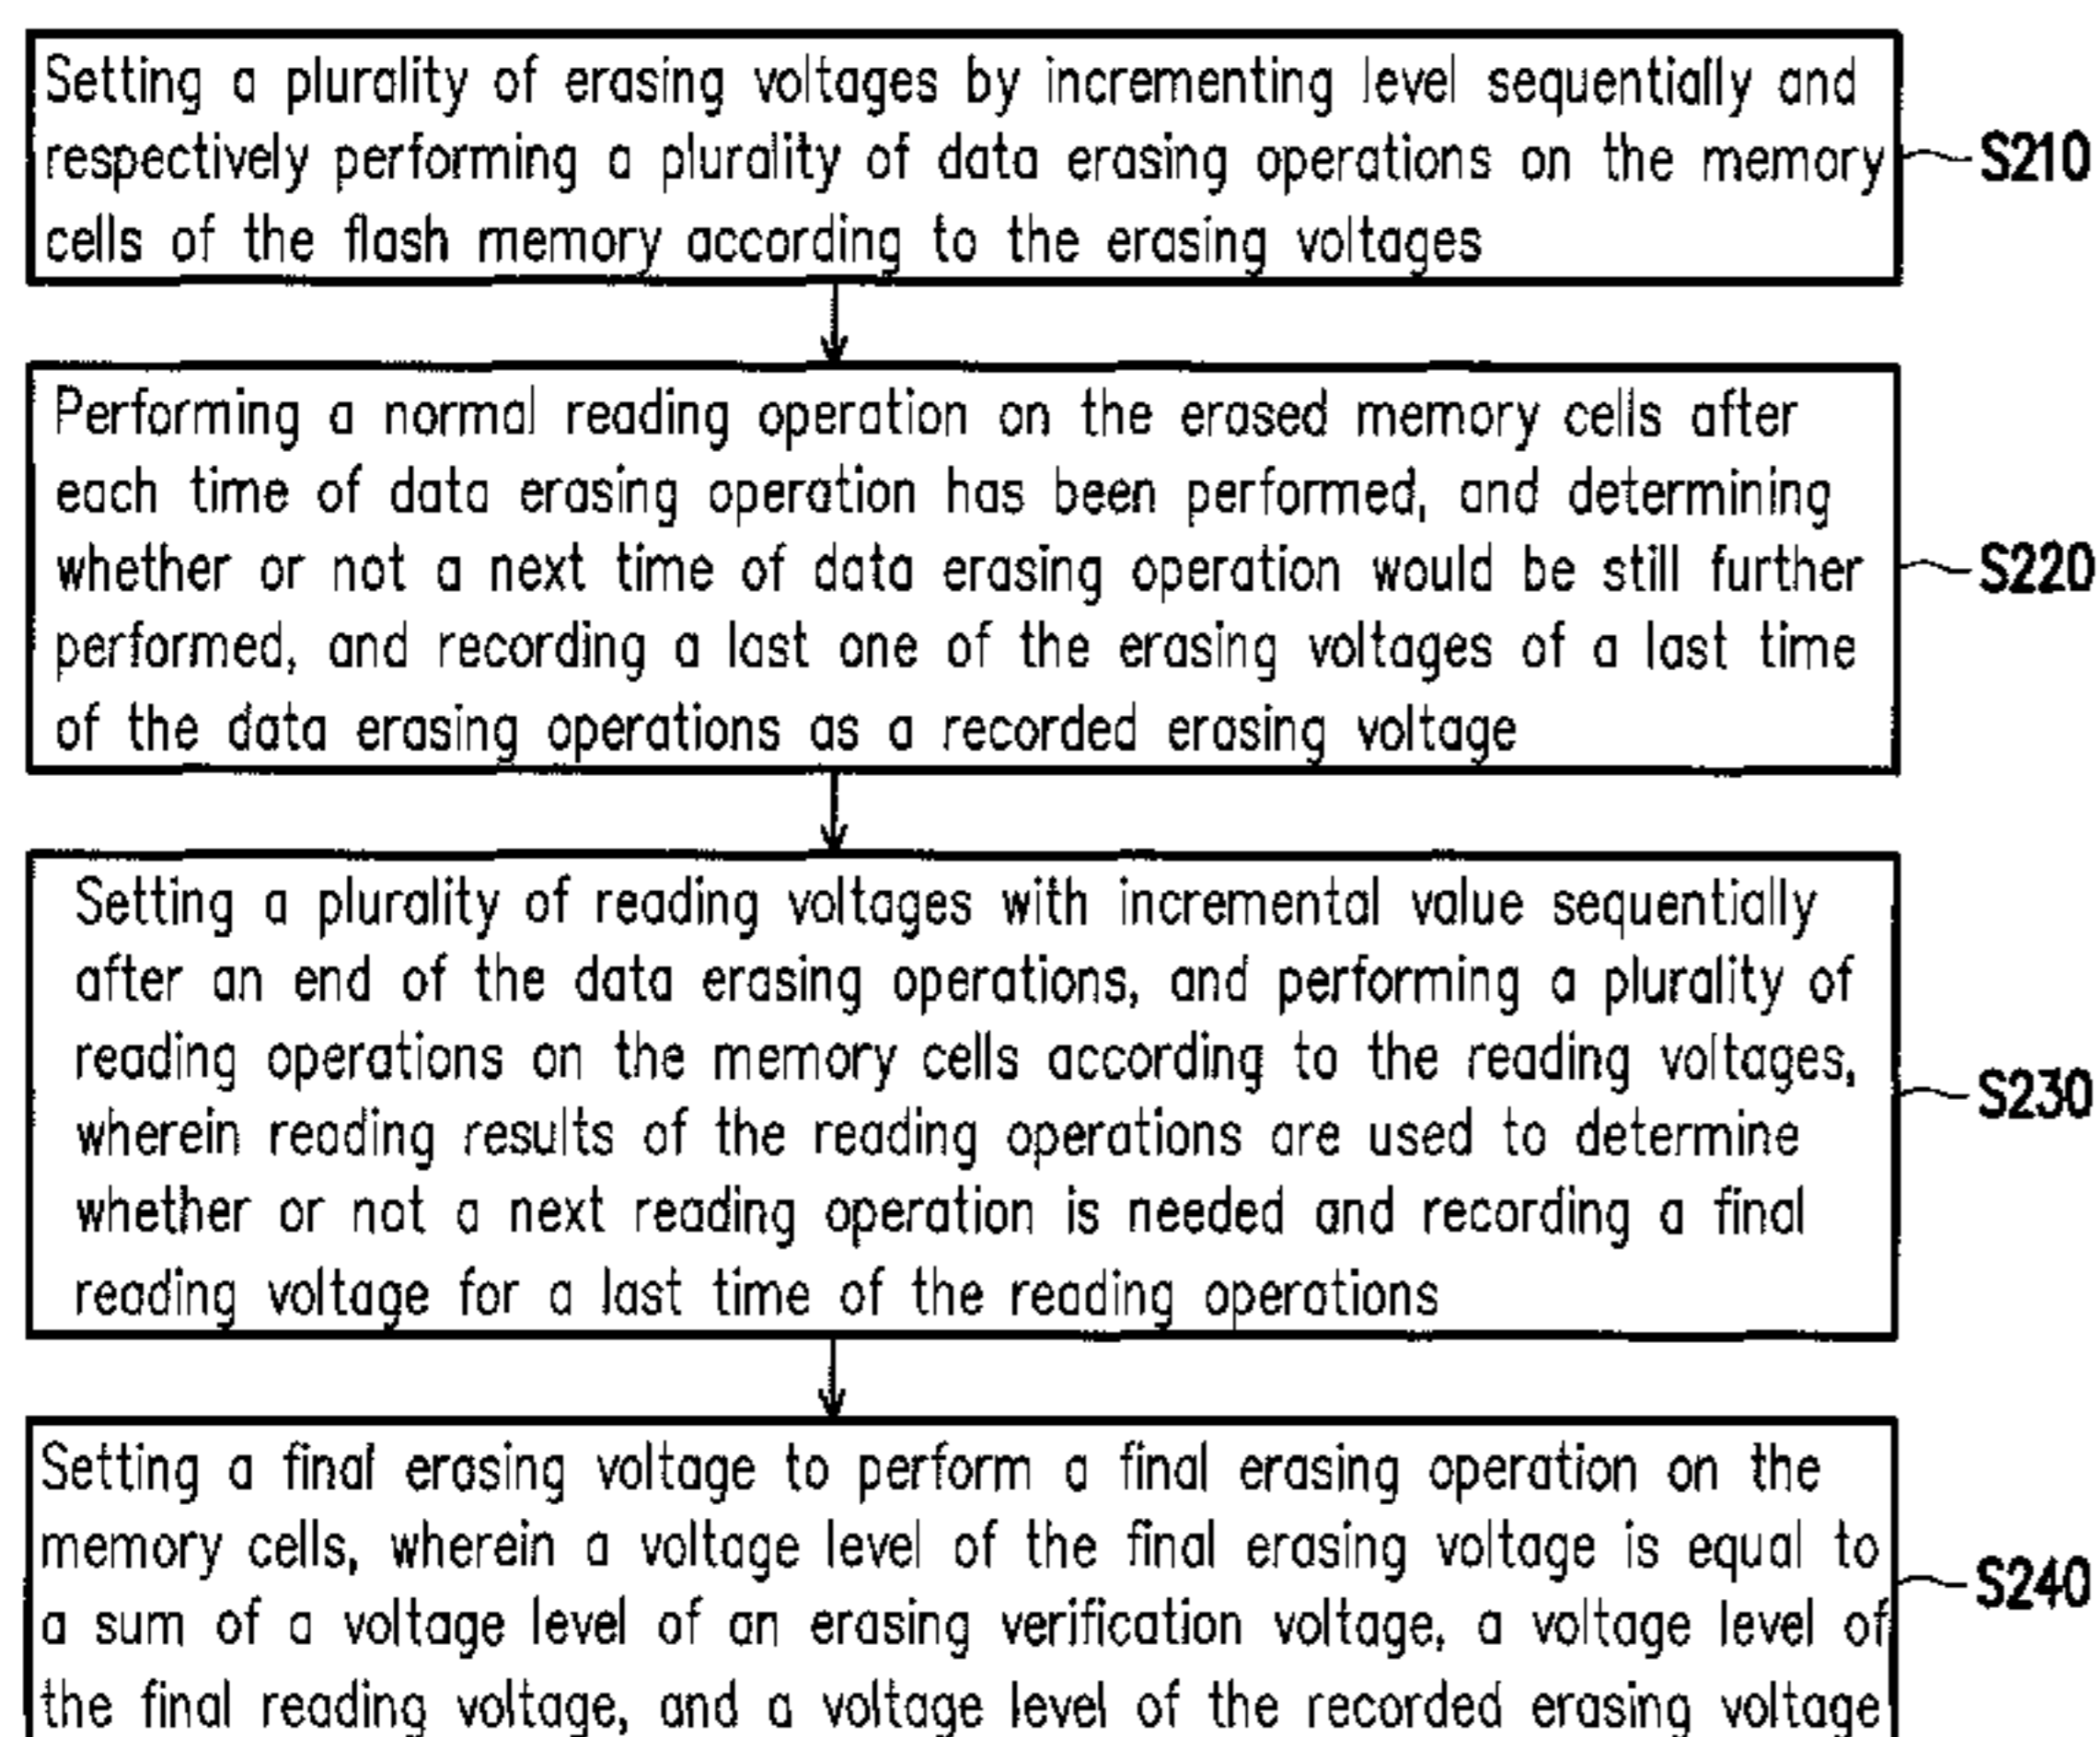 Setting a plurality of erasing voltages by incrementing level sequentially and
respectively performing a plurality of data erasing operations on the memory
cells of the flash memory according to the erasing voltages
S210
Performing a normal reading operation on the erased memory cells after
each time of data erasing operation has been performed, and determining
whether or not a next time of data erasing operation would be still further
performed, and recording a last one of the erasing voltages of a last time
of the data erasing operations as a recorded erasing voltage
S220
Setting a plurality of reading voltages with incremental value sequentially
after an end of the data erasing operations, and performing a plurality of
reading operations on the memory cells according to the reading voltages,
wherein reading results of the reading operations are used to determine
whether or not a next reading operation is needed and recording a final
reading voltage for a last time of the reading operations
S230
Setting a final erasing voltage to perform a final erasing operation on the
memory cells, wherein a voltage level of the final erasing voltage is equal to
a sum of a voltage level of an erasing verification voltage, a voltage level of
the final reading voltage, and a voltage level of the recorded erasing voltage
S240